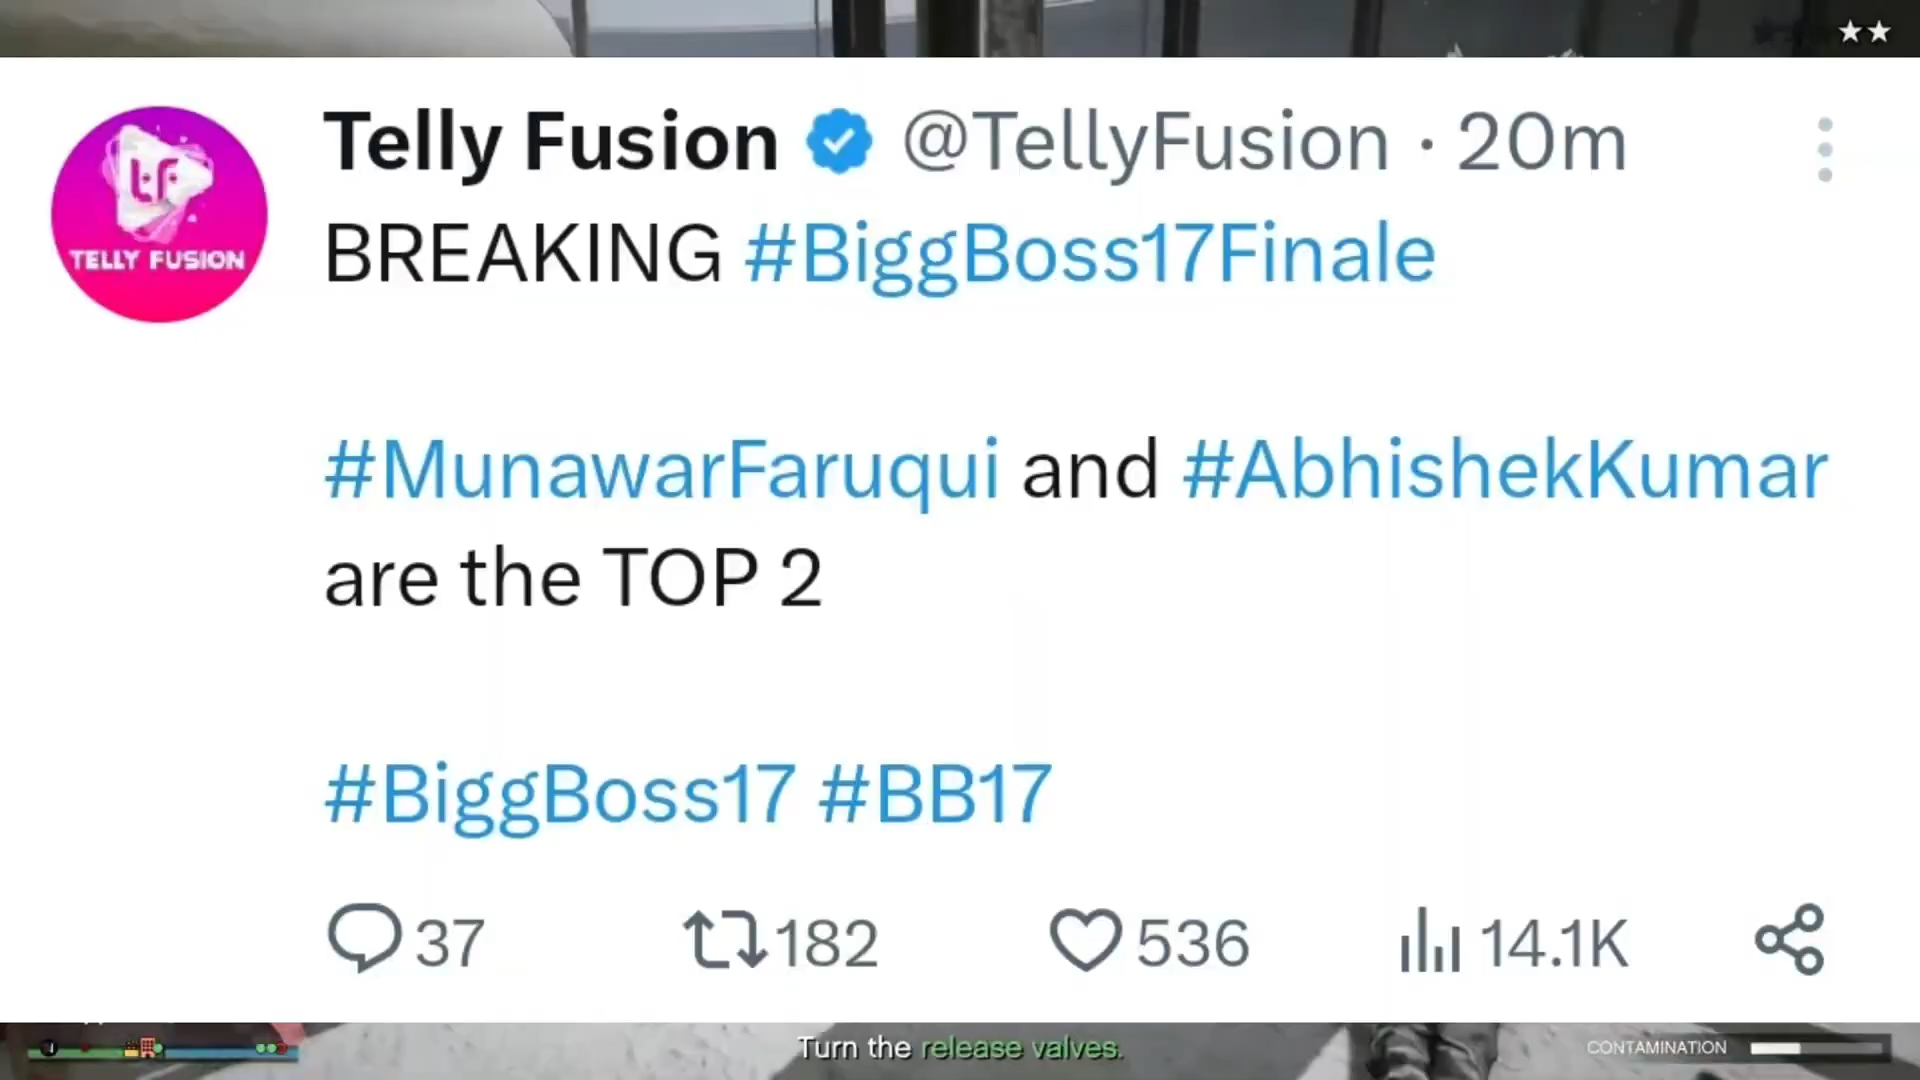 Telly Fusion @TellyFusion · 20m
TELLY FUSION
BREAKING #BiggBoss17Finale
#MunawarFaruqui and #AbhishekKumar
are the TOP 2
#BiggBoss17 #BB17
37 182 536 14.1K
Turn the release valves.
CONTAMINATION